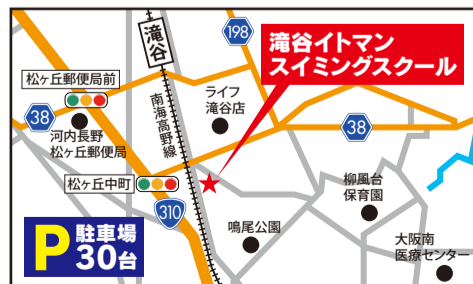 滝谷
198
滝谷イトマン
スイミングスクール
松ヶ丘郵便局前
ライフ
滝谷店
南海高野線
38
河内長野
松ヶ丘郵便局
38
松ヶ丘中町
310
柳風台
保育園
鳴尾公園
大阪南
医療センター
P 駐車場
30台